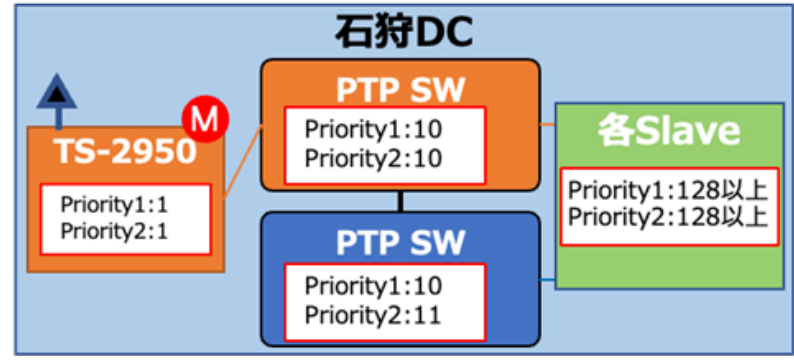 石狩DC
M
TS-2950
Priority1:1
Priority2:1
PTP SW
Priority1:10
Priority2:10
PTP SW
Priority1:10
Priority2:11
各Slave
Priority1:128以上
Priority2:128以上